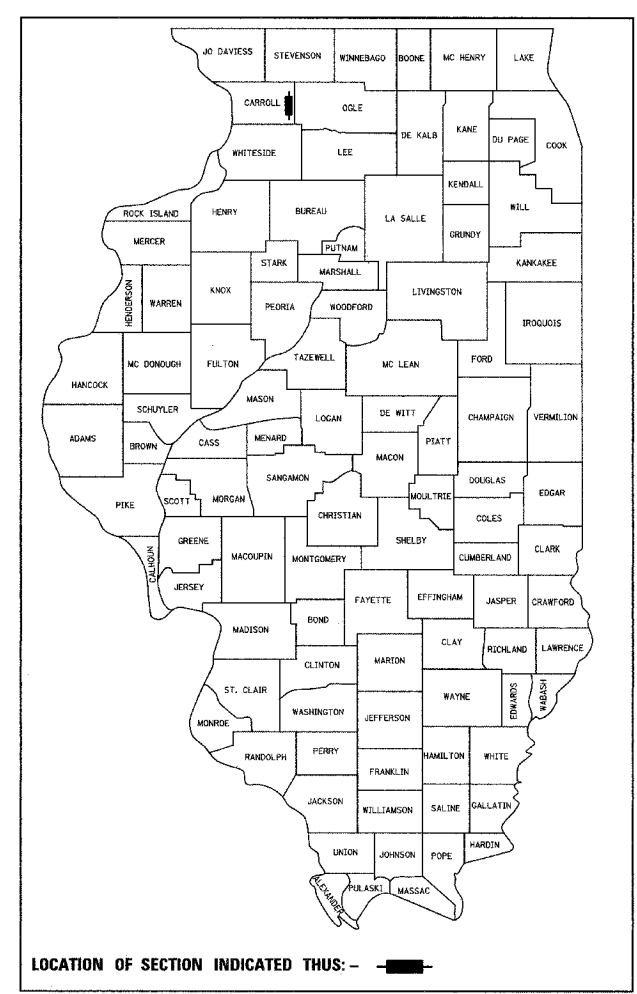 JO DAVIESS
STEVENSON
WINNEBAGO
BOONE
MC HENRY
LAKE
CARROLL
OGLE
DE KALB
KANE
DU PAGE
COOK
WHITESIDE
LEE
KENDALL
WILL
ROCK ISLAND
HENRY
BUREAU
LA SALLE
GRUNDY
MERCER
PUTNAM
KANKAKEE
STARK
MARSHALL
HENDERSON
WARREN
KNOX
PEORIA
WOODFORD
LIVINGSTON
IROQUOIS
FORD
HANCOCK
MC DONOUGH
FULTON
TAZEWELL
MC LEAN
MASON
SCHUYLER
LOGAN
DE WITT
CHAMPAIGN
VERMILION
ADAMS
BROWN
CASS
MENARD
PIATT
MACON
SANGAMON
DOUGLAS
EDGAR
PIKE
SCOTT
MORGAN
MOULTRIE
CHRISTIAN
COLES
GREENE
SHELBY
MACOUPIN
MONTGOMERY
CUMBERLAND
CLARK
CALHOUN
JERSEY
FAYETTE
EFFINGHAM
JASPER
CRAWFORD
BOND
MADISON
CLAY
RICHLAND
LAWRENCE
CLINTON
MARION
ST. CLAIR
WAYNE
EDWARDS
WABASH
WASHINGTON
JEFFERSON
MONROE
RANDOLPH
PERRY
HAMILTON
WHITE
FRANKLIN
JACKSON
WILLIAMSON
SALINE
GALLATIN
UNION
JOHNSON
POPE
HARDIN
ALEXANDER
PULASKI
MASSAC
LOCATION OF SECTION INDICATED THUS: -